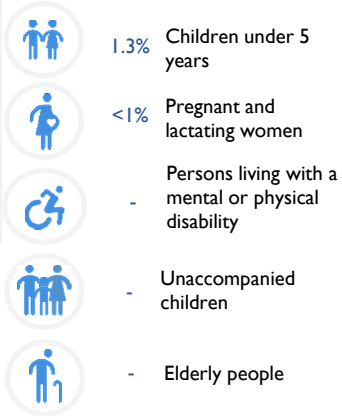 1.3% Children under 5
years
<1% Pregnant and
lactating women
Persons living with a
- mental or physical
disability
- Unaccompanied
children
- Elderly people